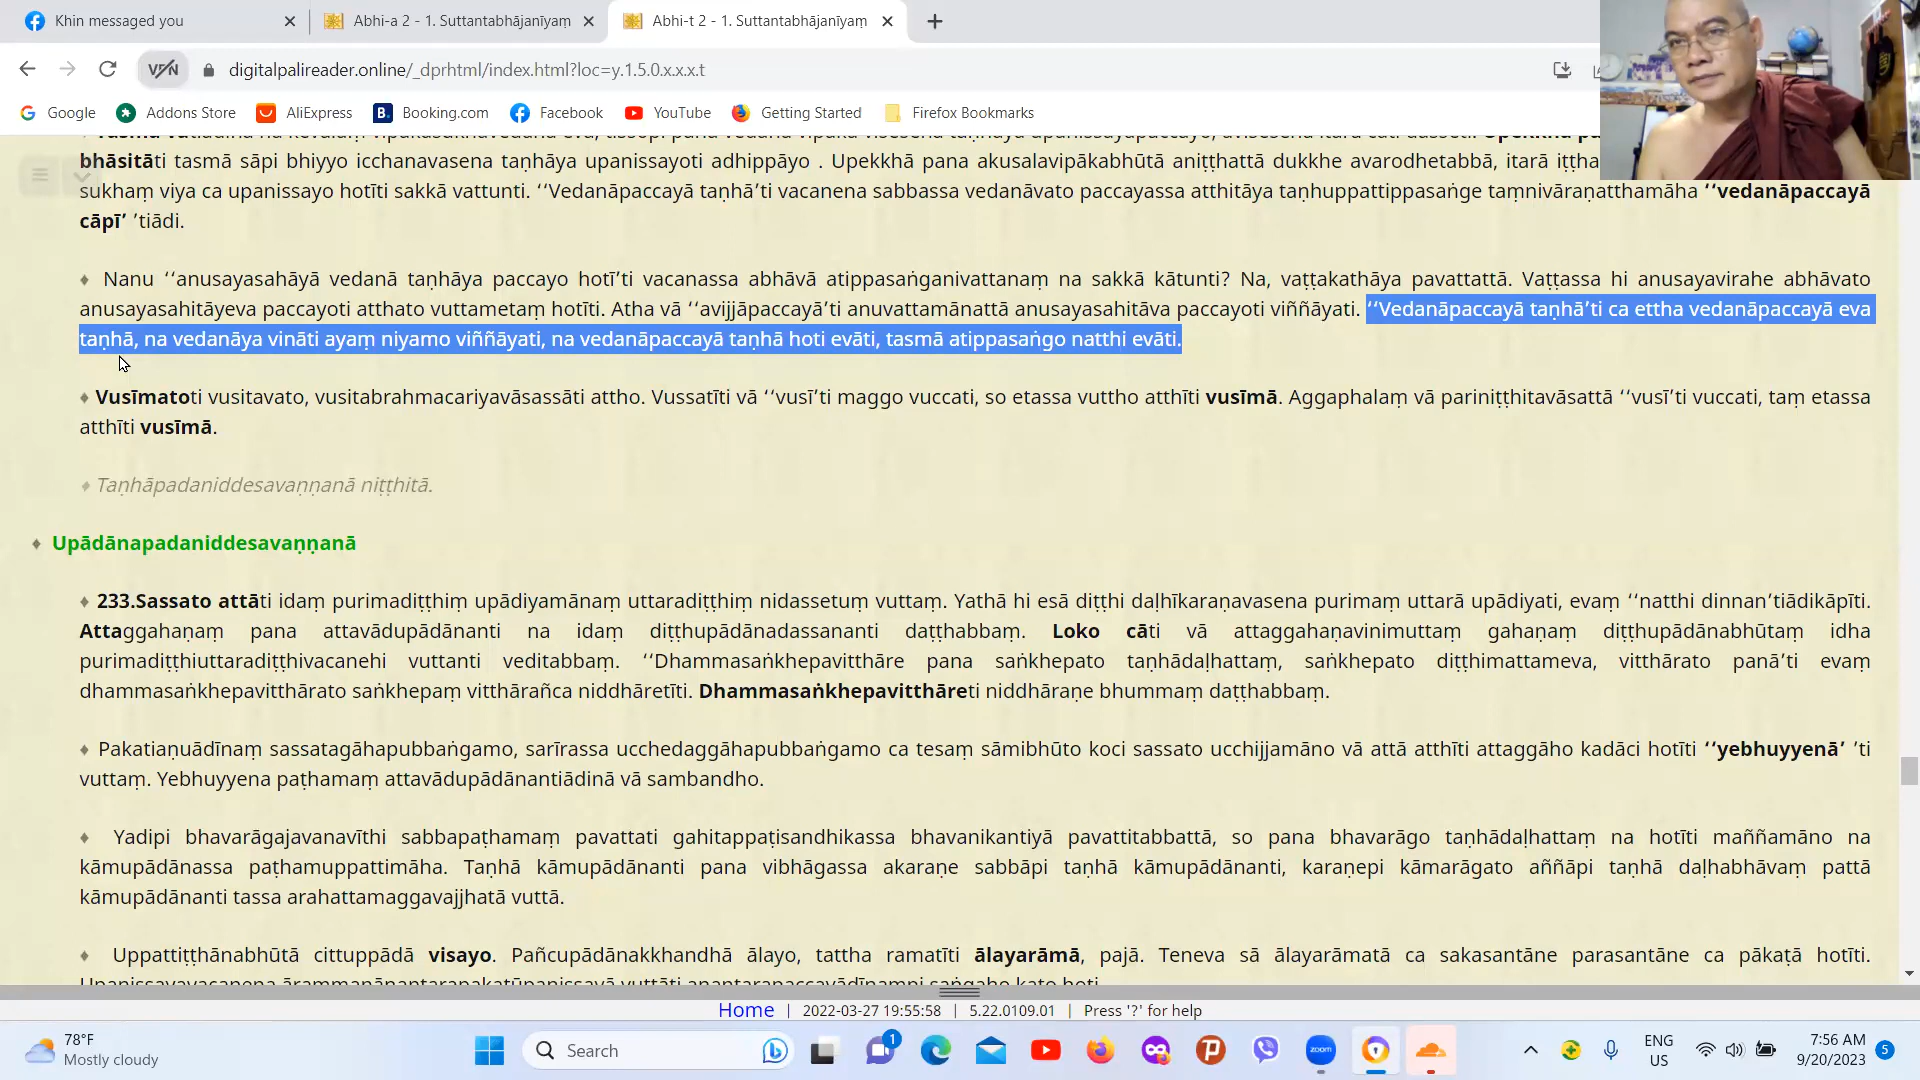 Khin messaged you
Abhi-a 2 - 1. Suttantabhājanīyaṃ
Abhi-t 2 - 1. Suttantabhājanīyaṃ
VPN
digitalpalireader.online/_dprhtml/index.html?loc=y.1.5.0.x.x.x.t
Google Addons Store AliExpress Booking.com Facebook YouTube Getting Started Firefox Bookmarks
bhāsitāti tasmā sāpi bhiyyo icchanavasena taṇhāya upanissayoti adhippāyo . Upekkhā pana akusalavipākabhūtā aniṭṭhattā dukkhe avarodhetabbā, itarā iṭṭha
sukhaṃ viya ca upanissayo hotīti sakkā vattunti. ‘‘Vedanāpaccayā taṇhā’ti vacanena sabbassa vedanāvato paccayassa atthitāya taṇhuppattippasaṅge taṃnivāraṇatthamāha ‘‘vedanāpaccayā
cāpī’ ’tiādi.
♦ Nanu ‘‘anusayasahāyā vedanā taṇhāya paccayo hotī’ti vacanassa abhāvā atippasaṅganivattanaṃ na sakkā kātunti? Na, vaṭṭakathāya pavattattā. Vaṭṭassa hi anusayavirahe abhāvato
anusayasahitāyeva paccayoti atthato vuttametaṃ hotīti. Atha vā ‘‘avijjāpaccayā’ti anuvattamānattā anusayasahitāva paccayoti viññāyati. ‘‘Vedanāpaccayā taṇhā’ti ca ettha vedanāpaccayā eva
taṇhā, na vedanāya vināti ayaṃ niyamo viññāyati, na vedanāpaccayā taṇhā hoti evāti, tasmā atippasaṅgo natthi evāti.
♦ Vusīmatoti vusitavato, vusitabrahmacariyavāsassāti attho. Vussatīti vā ‘‘vusī’ti maggo vuccati, so etassa vuttho atthīti vusīmā. Aggaphalaṃ vā pariniṭṭhitavāsattā ‘‘vusī’ti vuccati, taṃ etassa
atthīti vusīmā.
♦ Taṇhāpadaniddesavaṇṇanā niṭṭhitā.
♦ Upādānapadaniddesavaṇṇanā
♦ 233.Sassato attāti idaṃ purimadiṭṭhiṃ upādiyamānaṃ uttaradiṭṭhiṃ nidassetuṃ vuttaṃ. Yathā hi esā diṭṭhi daḷhīkaraṇavasena purimaṃ uttarā upādiyati, evaṃ ‘‘natthi dinnan’tiādikāpīti.
Attaggahaṇaṃ pana attavādupādānanti na idaṃ diṭṭhupādānadassananti daṭṭhabbaṃ. Loko cāti vā attaggahaṇavinimuttaṃ gahaṇaṃ diṭṭhupādānabhūtaṃ idha
purimadiṭṭhiuttaradiṭṭhivacanehi vuttanti veditabbaṃ. ‘‘Dhammasaṅkhepavitthāre pana saṅkhepato taṇhādaḷhattaṃ, saṅkhepato diṭṭhimattameva, vitthārato panā’ti evaṃ
dhammasaṅkhepavitthārato saṅkhepaṃ vitthārañca niddhāretīti. Dhammasaṅkhepavitthāreti niddhāraṇe bhummaṃ daṭṭhabbaṃ.
♦ Pakatiaṇuādīnaṃ sassatagāhapubbaṅgamo, sarīrassa ucchedaggāhapubbaṅgamo ca tesaṃ sāmibhūto koci sassato ucchijjamāno vā attā atthīti attaggāho kadāci hotīti ‘‘yebhuyyenā’ ’ti
vuttaṃ. Yebhuyyena paṭhamaṃ attavādupādānantiādinā vā sambandho.
♦ Yadipi bhavarāgajavanavīthi sabbapaṭhamaṃ pavattati gahitappaṭisandhikassa bhavanikantiyā pavattitabbattā, so pana bhavarāgo taṇhādaḷhattaṃ na hotīti maññamāno na
kāmupādānassa paṭhamuppattimāha. Taṇhā kāmupādānanti pana vibhāgassa akaraṇe sabbāpi taṇhā kāmupādānanti, karaṇepi kāmarāgato aññāpi taṇhā daḷhabhāvaṃ pattā
kāmupādānanti tassa arahattamaggavajjhatā vuttā.
♦ Uppattiṭṭhānabhūtā cittuppādā visayo. Pañcupādānakkhandhā ālayo, tattha ramatīti ālayarāmā, pajā. Teneva sā ālayarāmatā ca sakasantāne parasantāne ca pākaṭā hotīti.
Home | 2022-03-27 19:55:58 | 5.22.0109.01 | Press '?' for help
78°F
Mostly cloudy
Search
1
zoom
ENG
US
7:56 AM
9/20/2023
5